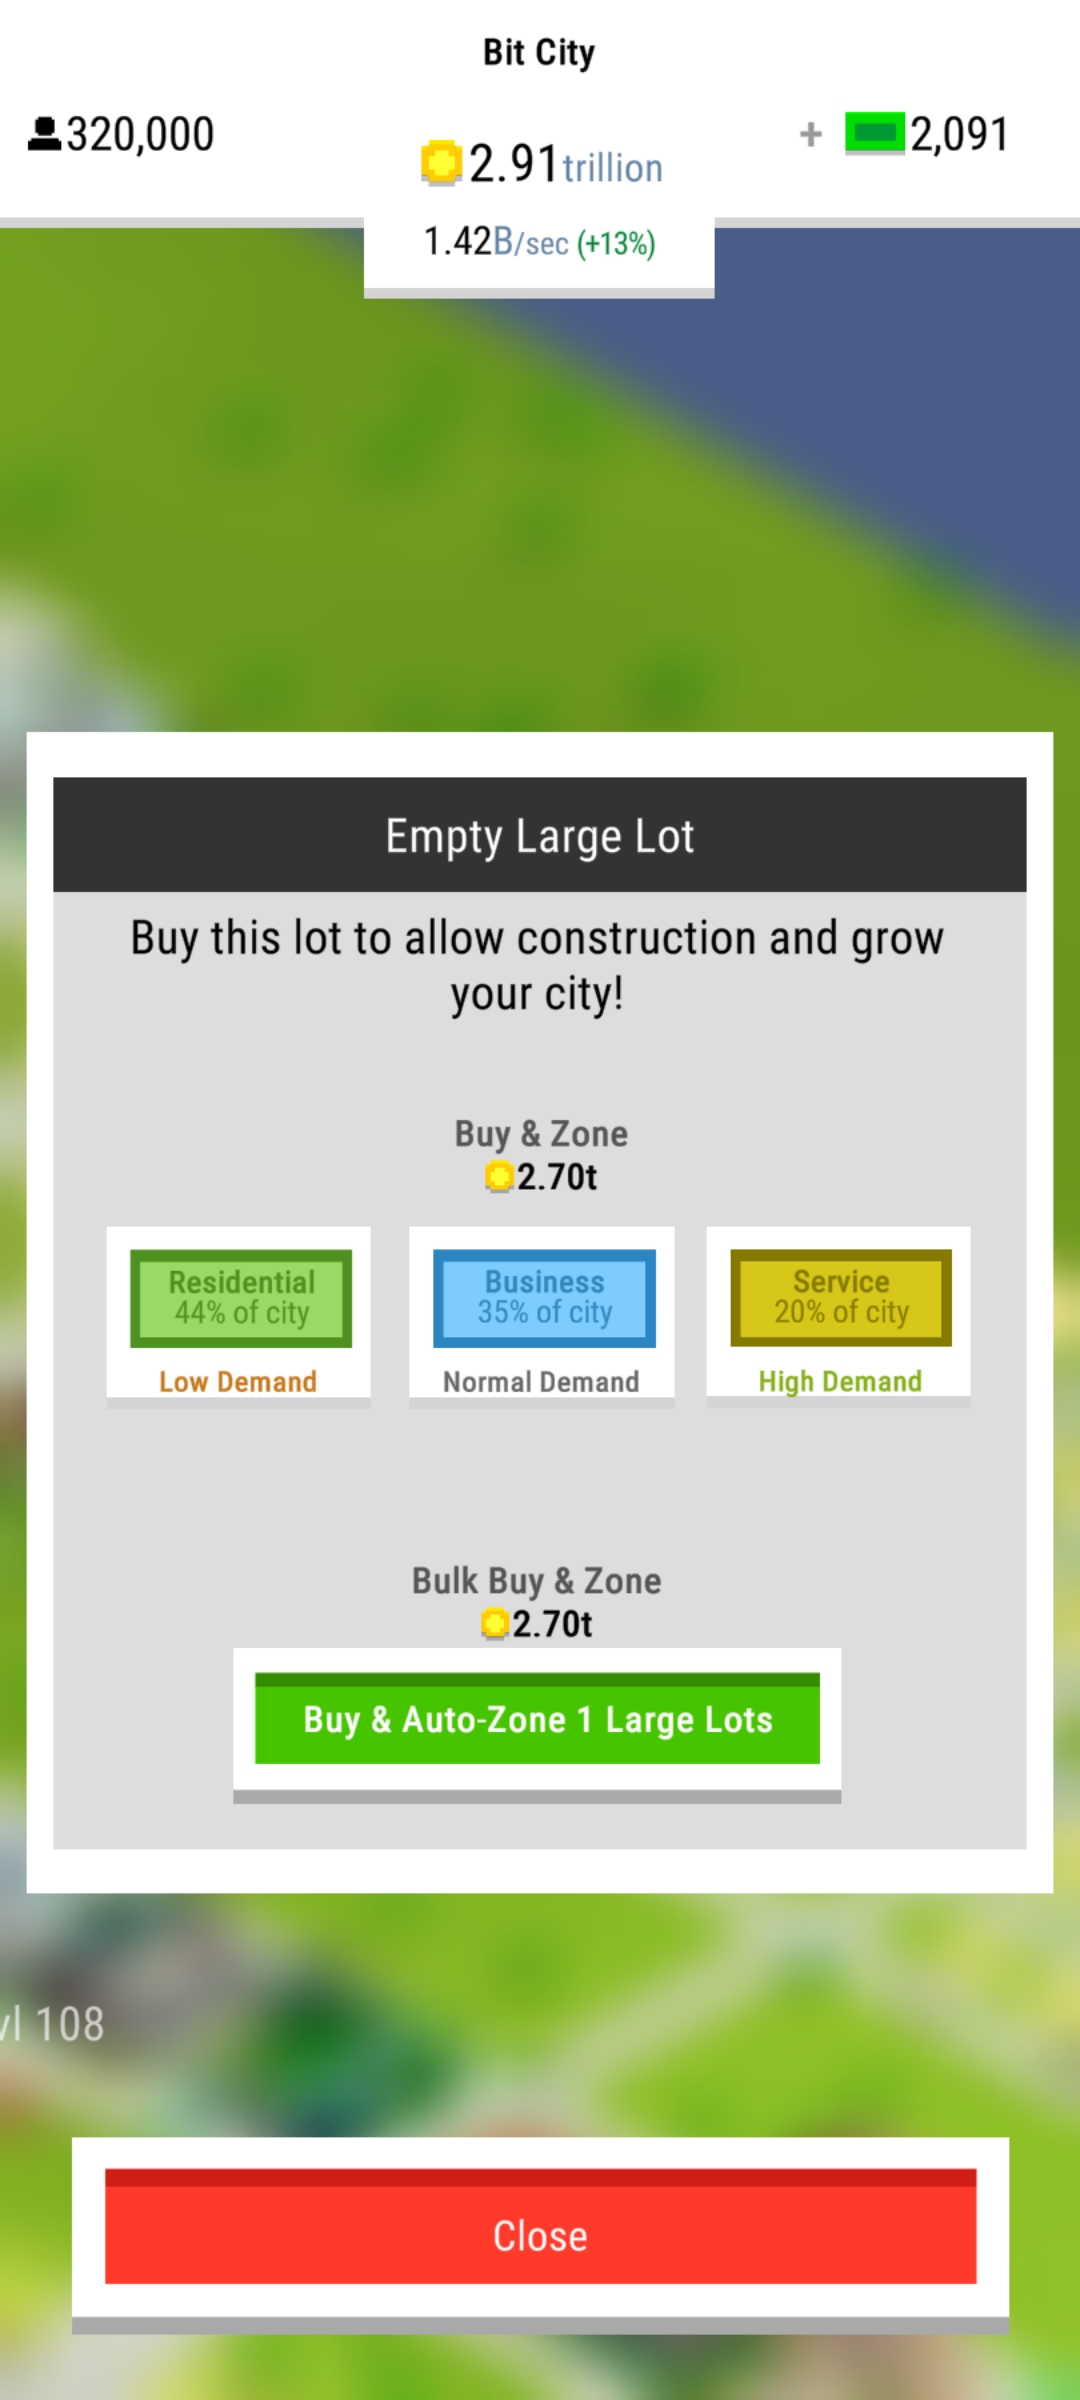 Bit City
320,000
2.91 trillion
+ 2,091
1.42B/sec (+13%)
Empty Large Lot
Buy this lot to allow construction and grow
your city!
Buy & Zone
2.70t
Residential
44% of city
Low Demand
Business
35% of city
Normal Demand
Service
20% of city
High Demand
Bulk Buy & Zone
2.70t
Buy & Auto-Zone 1 Large Lots
vl 108
Close